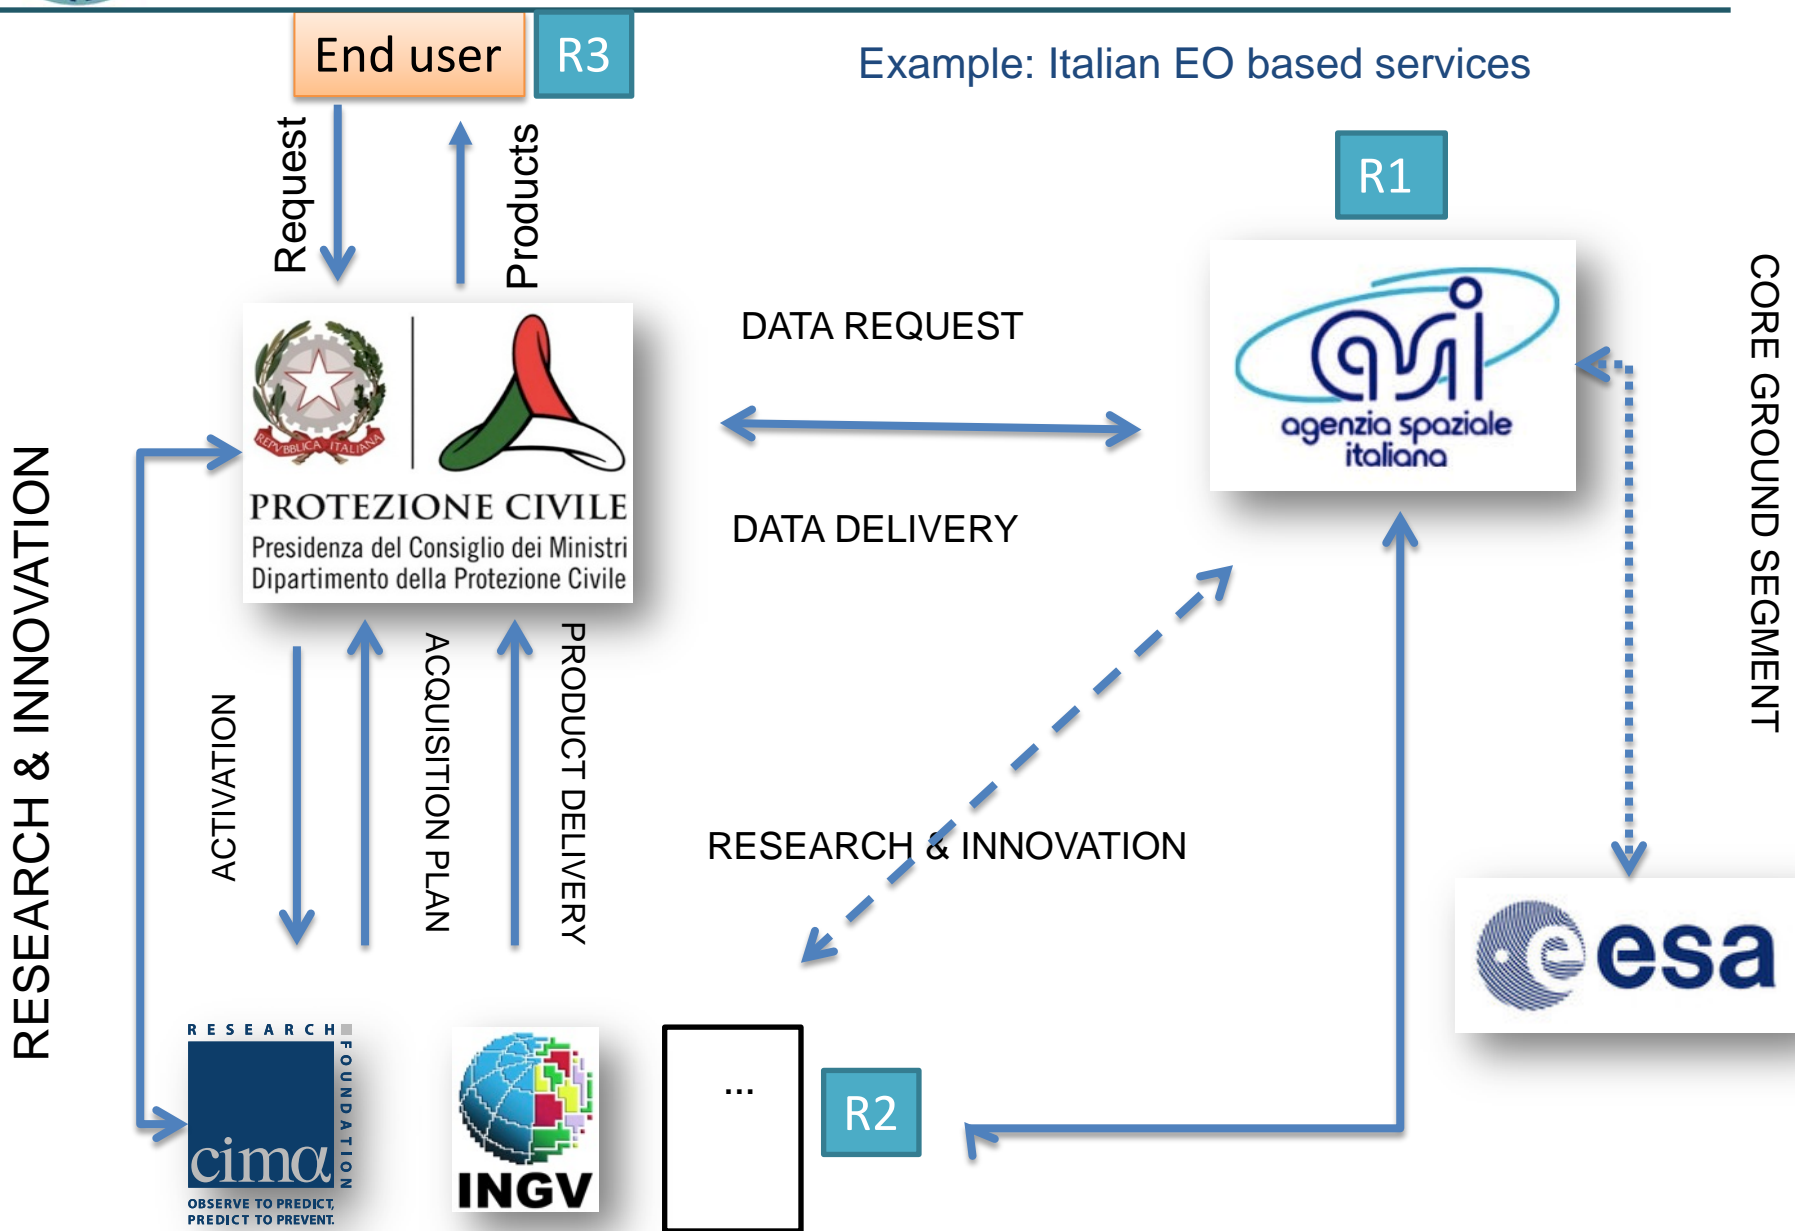 End user
R3
Example: Italian EO based services
Request
Products
R1
DATA REQUEST
asi
agenzia spaziale
italiana
CORE GROUND SEGMENT
REPVBBLICA ITALIANA
PROTEZIONE CIVILE
Presidenza del Consiglio dei Ministri
Dipartimento della Protezione Civile
DATA DELIVERY
RESEARCH & INNOVATION
ACTIVATION
ACQUISITION PLAN
PRODUCT DELIVERY
RESEARCH & INNOVATION
esa
RESEARCH
FOUNDATION
cima
OBSERVE TO PREDICT,
PREDICT TO PREVENT.
INGV
...
R2